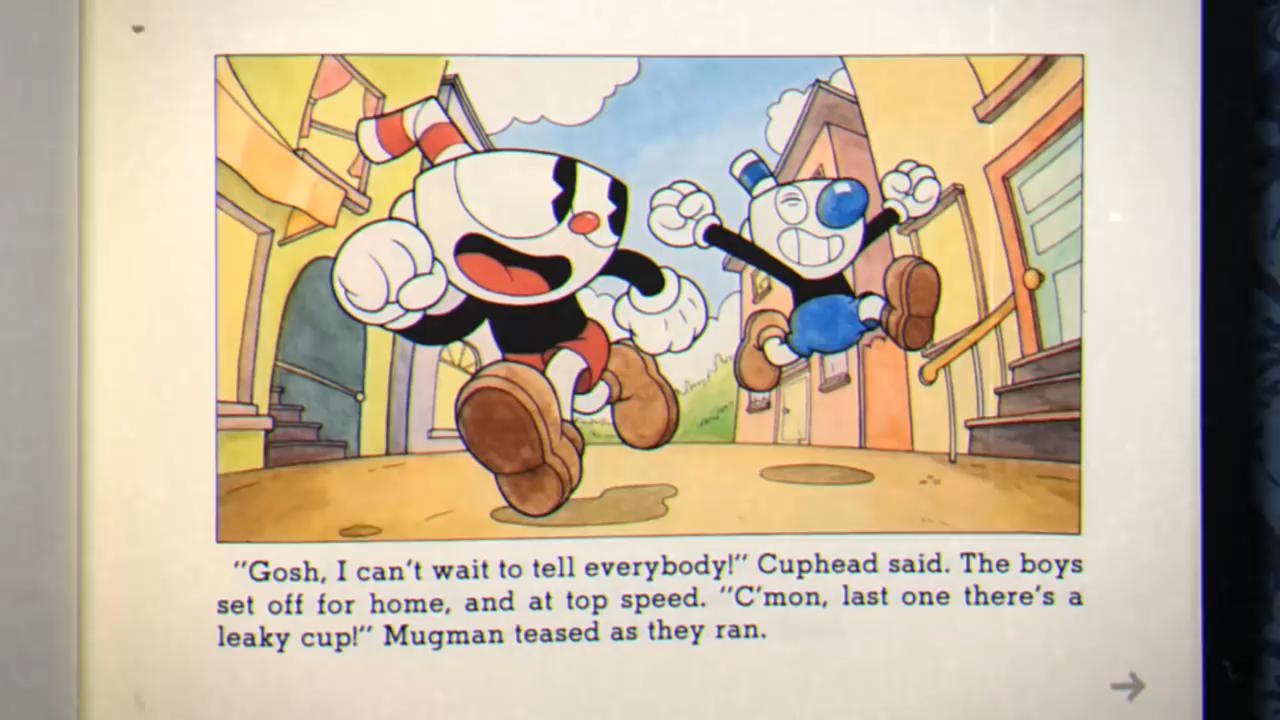 "Gosh, I can't wait to tell everybody!" Cuphead said. The boys
set off for home, and at top speed. "C'mon, last one there's a
leaky cup!" Mugman teased as they ran.